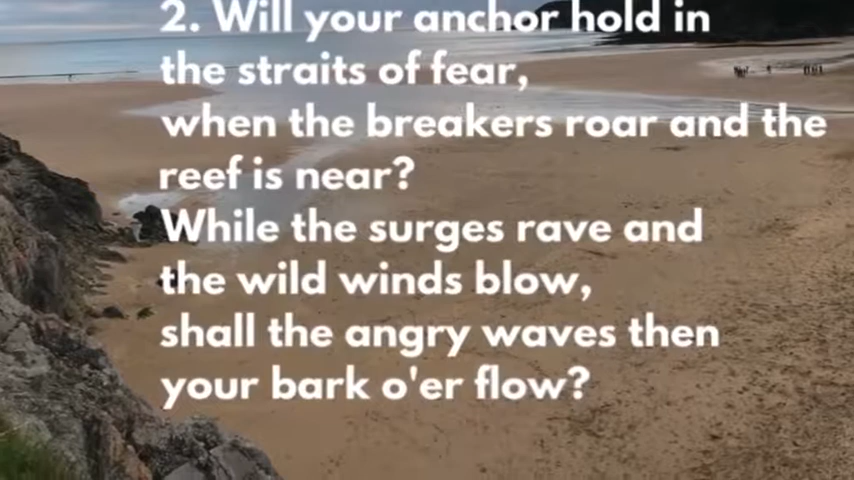 2. Will your anchor hold in
the straits of fear,
when the breakers roar and the
reef is near?
While the surges rave and
the wild winds blow,
shall the angry waves then
your bark o'er flow?